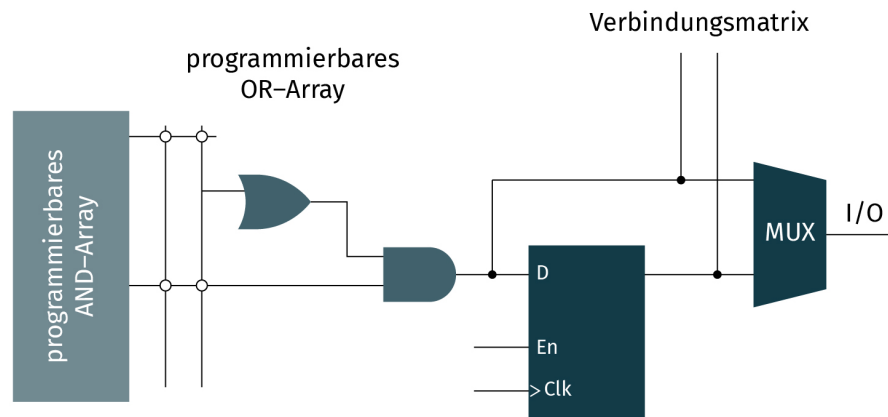 Verbindungsmatrix
programmierbares
OR–Array
programmierbares
AND–Array
MUX
I/O
D
En
Clk